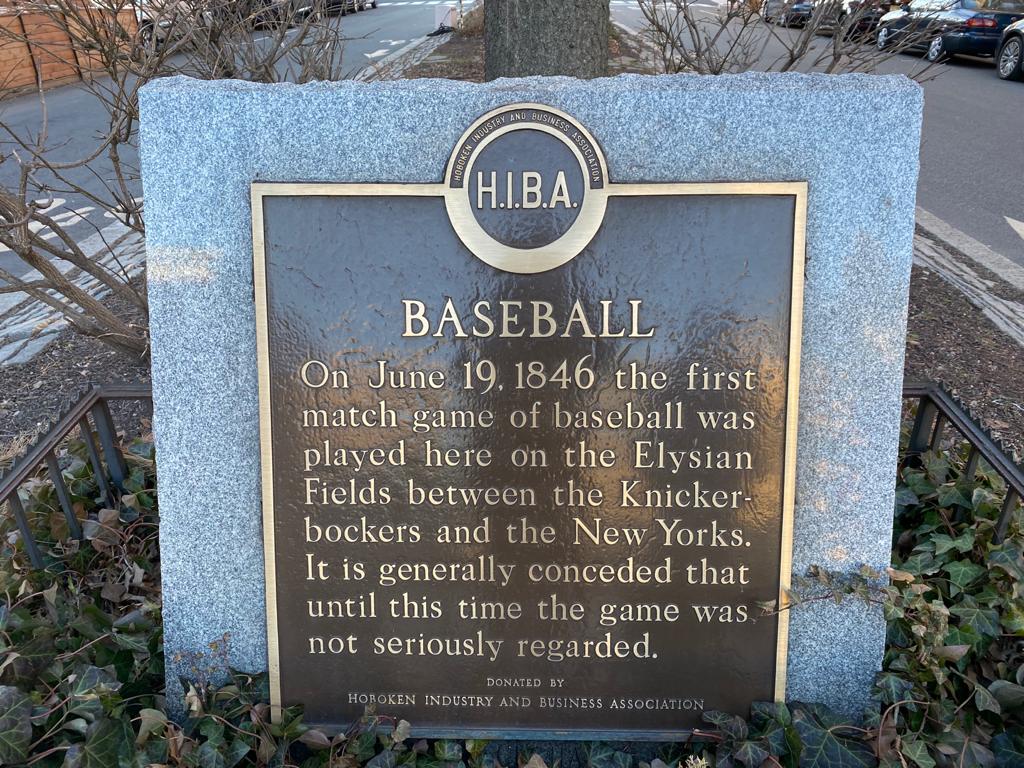 HOBOKEN INDUSTRY AND BUSINESS ASSOCIATION
H.I.B.A.
BASEBALL
On June 19, 1846 the first
match game of baseball was
played here on the Elysian
Fields between the Knicker-
bockers and the New Yorks.
It is generally conceded that
until this time the game was
not seriously regarded.
DONATED BY
HOBOKEN INDUSTRY AND BUSINESS ASSOCIATION